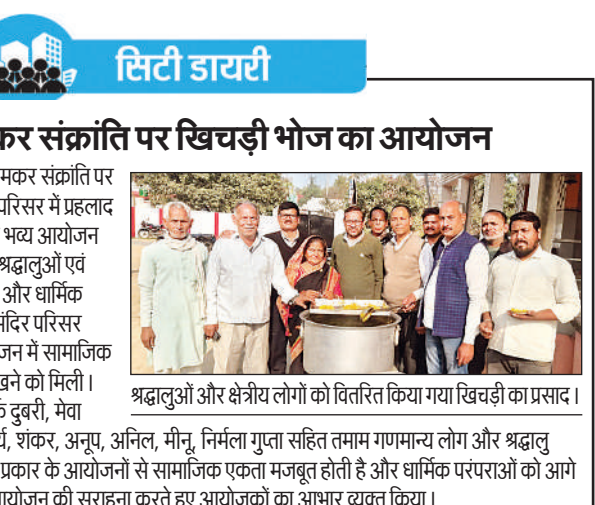 सिटी डायरी
कर संक्रांति पर खिचड़ी भोज का आयोजन
मकर संक्रांति पर
परिसर में प्रहलाद
भव्य आयोजन
श्रद्धालुओं एवं
और धार्मिक
मंदिर परिसर
जन में सामाजिक
खने को मिली।
दुबरी, मेवा
श्रद्धालुओं और क्षेत्रीय लोगों को वितरित किया गया खिचड़ी का प्रसाद।
शंकर, अनूप, अनिल, मीनू, निर्मला गुप्ता सहित तमाम गणमान्य लोग और श्रद्धालु
प्रकार के आयोजनों से सामाजिक एकता मजबूत होती है और धार्मिक परंपराओं को आगे
आयोजन की सराहना करते हुए आयोजकों का आभार व्यक्त किया।